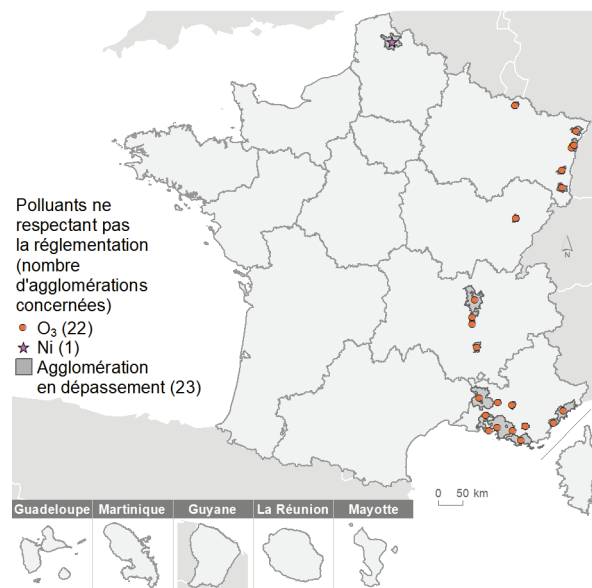 Polluants ne
respectant pas
la réglementation
(nombre
d'agglomérations
concernées)
O₃ (22)
Ni (1)
Agglomération
en dépassement (23)
N
0 50 km
Guadeloupe Martinique Guyane La Réunion Mayotte